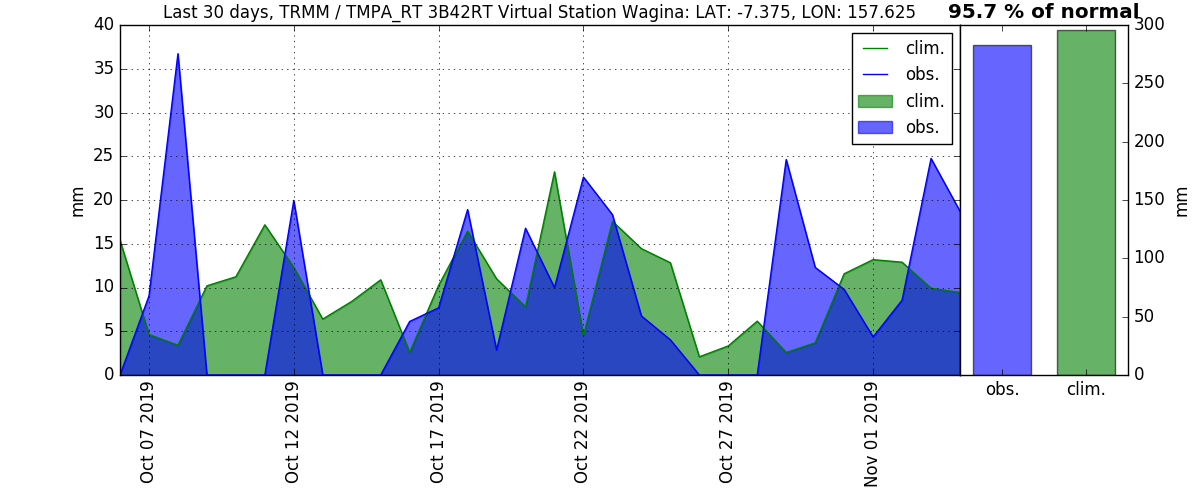 Last 30 days, TRMM / TMPA_RT 3B42RT Virtual Station Wagina: LAT: -7.375, LON: 157.625
95.7 % of normal
40
35
30
25
20
15
10
5
0
mm
clim.
obs.
clim.
obs.
Oct 07 2019
Oct 12 2019
Oct 17 2019
Oct 22 2019
Oct 27 2019
Nov 01 2019
300
250
200
150
100
50
0
mm
obs.
clim.